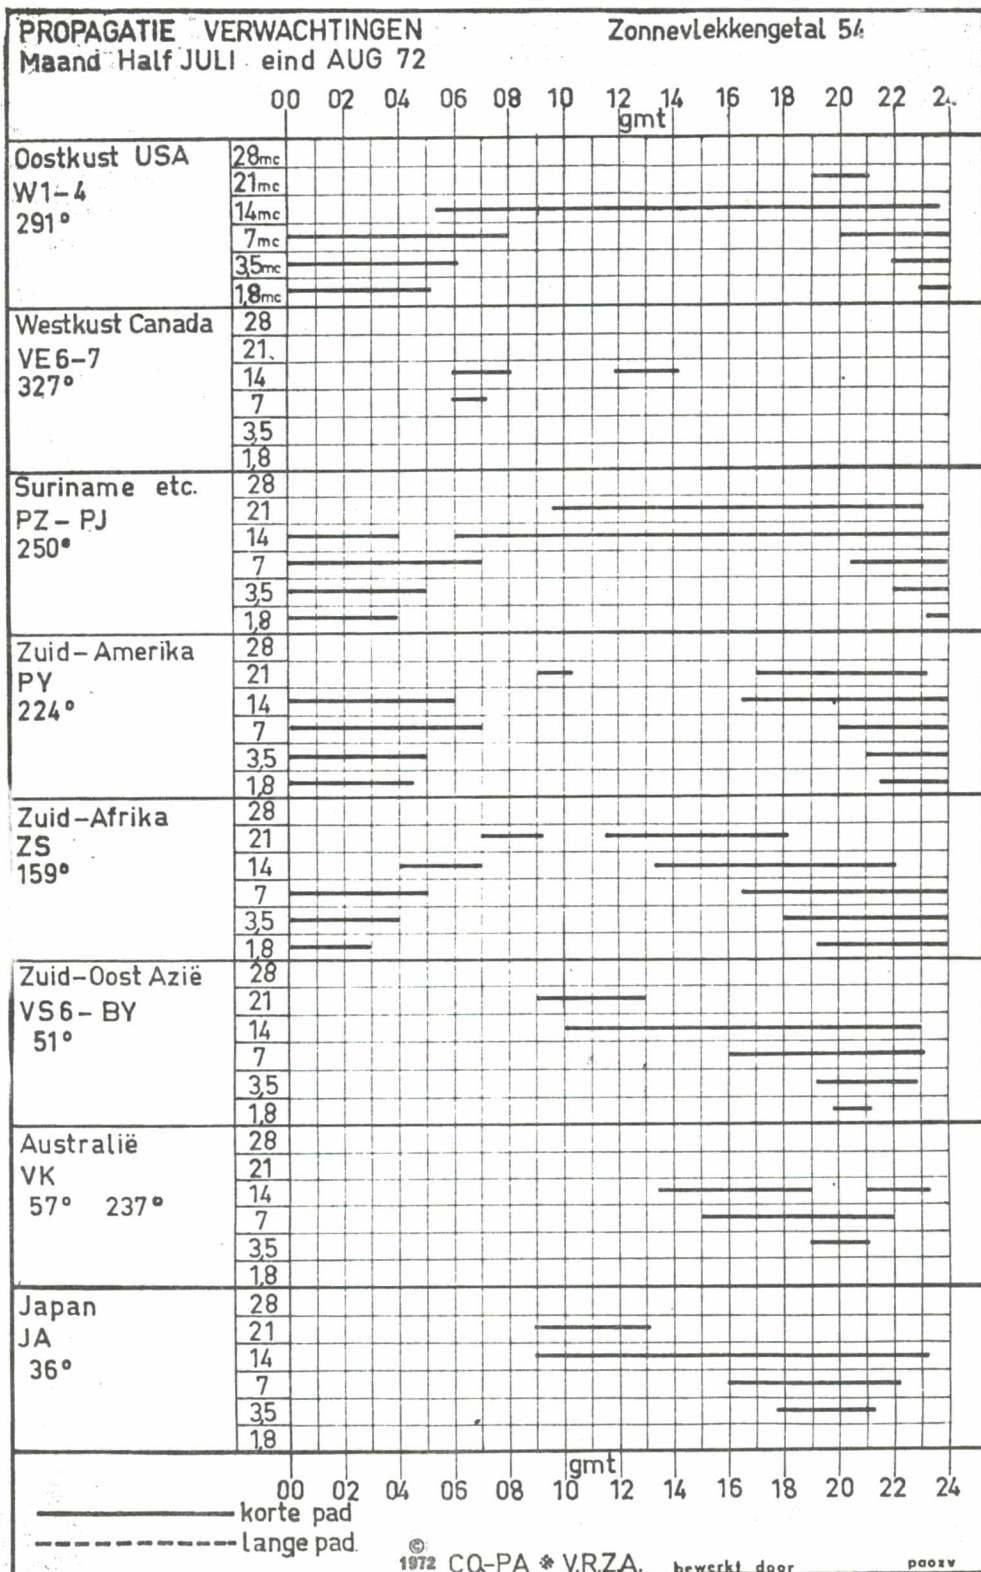 PROPAGATIE VERWACHTINGEN Zonnevlekkengetal 54
Maand Half JULI eind AUG 72
00 02 04 06 08 10 12 14 16 18 20 22 24
gmt
Oostkust USA 28mc
W1-4 21mc
291° 14mc
7mc
3,5mc
1,8mc
Westkust Canada 28
VE6-7 21
327° 14
7
3,5
1,8
Suriname etc. 28
PZ-PJ 21
250° 14
7
3,5
1,8
Zuid-Amerika 28
PY 21
224° 14
7
3,5
1,8
Zuid-Afrika 28
ZS 21
159° 14
7
3,5
1,8
Zuid-Oost Azië 28
VS6-BY 21
51° 14
7
3,5
1,8
Australië 28
VK 21
57° 237° 14
7
3,5
1,8
Japan 28
JA 21
36° 14
7
3,5
1,8
gmt
00 02 04 06 08 10 12 14 16 18 20 22 24
korte pad
lange pad.
© 1972 CQ-PA * V.R.Z.A. bewerkt door paozv